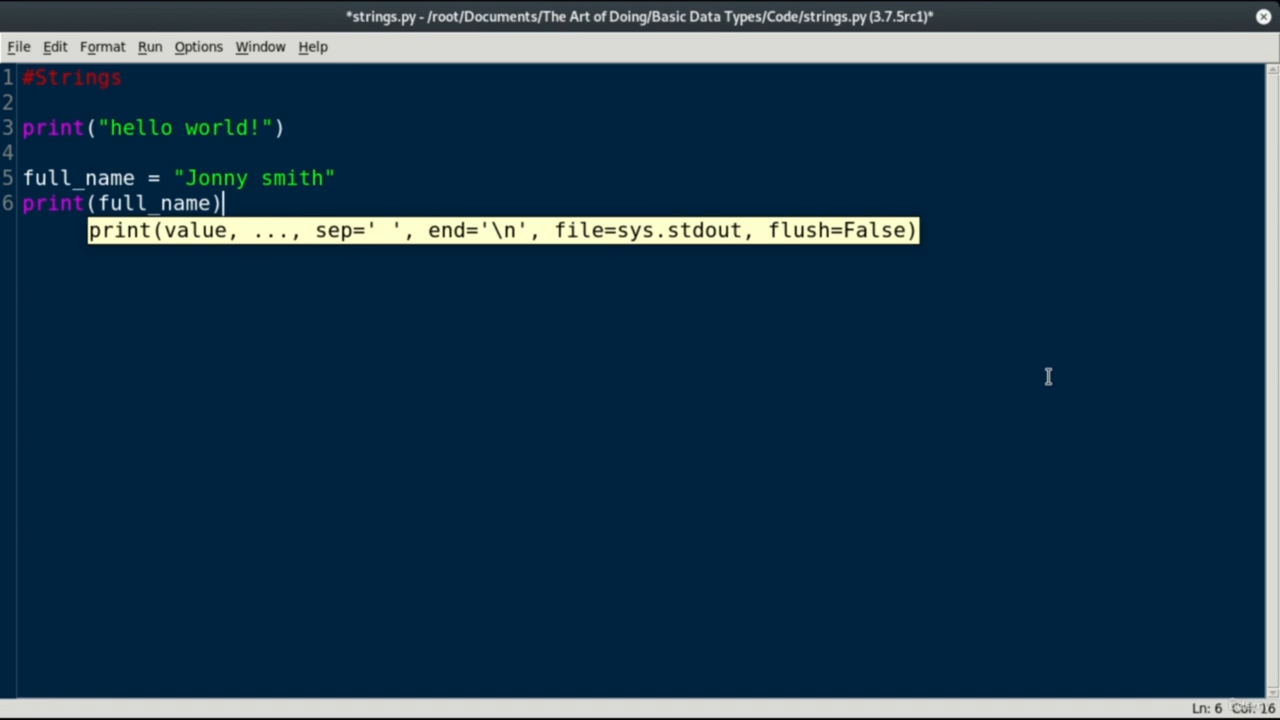 *strings.py - /root/Documents/The Art of Doing/Basic Data Types/Code/strings.py (3.7.5rc1)*
File Edit Format Run Options Window Help
1 #Strings
2
3 print("hello world!")
4
5 full_name = "Jonny smith"
6 print(full_name)
print(value, ..., sep=' ', end='\n', file=sys.stdout, flush=False)
Ln: 6 Col: 16